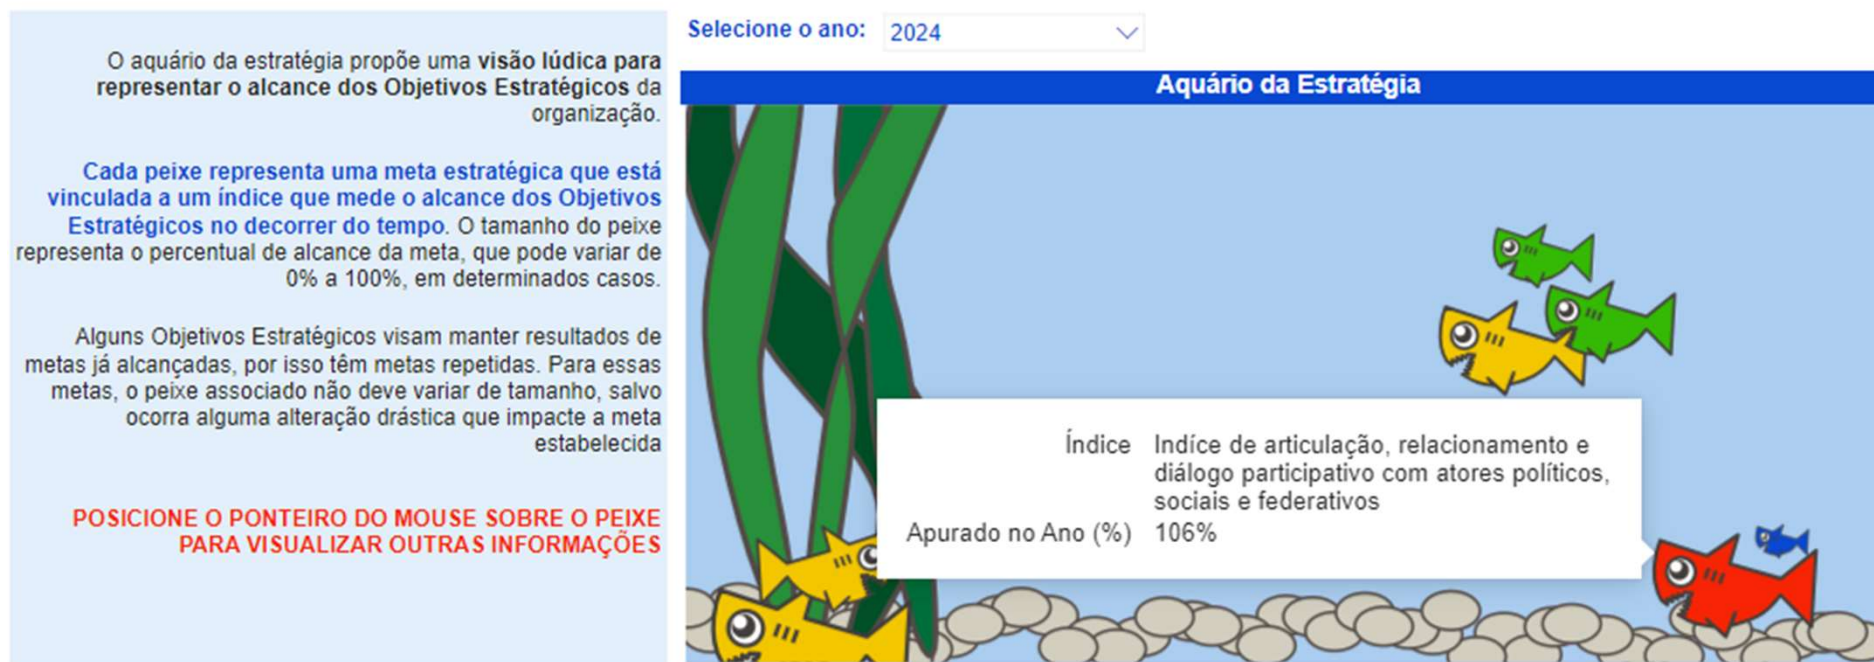 O aquário da estratégia propõe uma visão lúdica para
representar o alcance dos Objetivos Estratégicos da
organização.
Cada peixe representa uma meta estratégica que está
vinculada a um índice que mede o alcance dos Objetivos
Estratégicos no decorrer do tempo. O tamanho do peixe
representa o percentual de alcance da meta, que pode variar de
0% a 100%, em determinados casos.
Alguns Objetivos Estratégicos visam manter resultados de
metas já alcançadas, por isso têm metas repetidas. Para essas
metas, o peixe associado não deve variar de tamanho, salvo
ocorra alguma alteração drástica que impacte a meta
estabelecida
POSICIONE O PONTEIRO DO MOUSE SOBRE O PEIXE
PARA VISUALIZAR OUTRAS INFORMAÇÕES
Selecione o ano: 2024
Aquário da Estratégia
Índice Indíce de articulação, relacionamento e
diálogo participativo com atores políticos,
sociais e federativos
Apurado no Ano (%) 106%